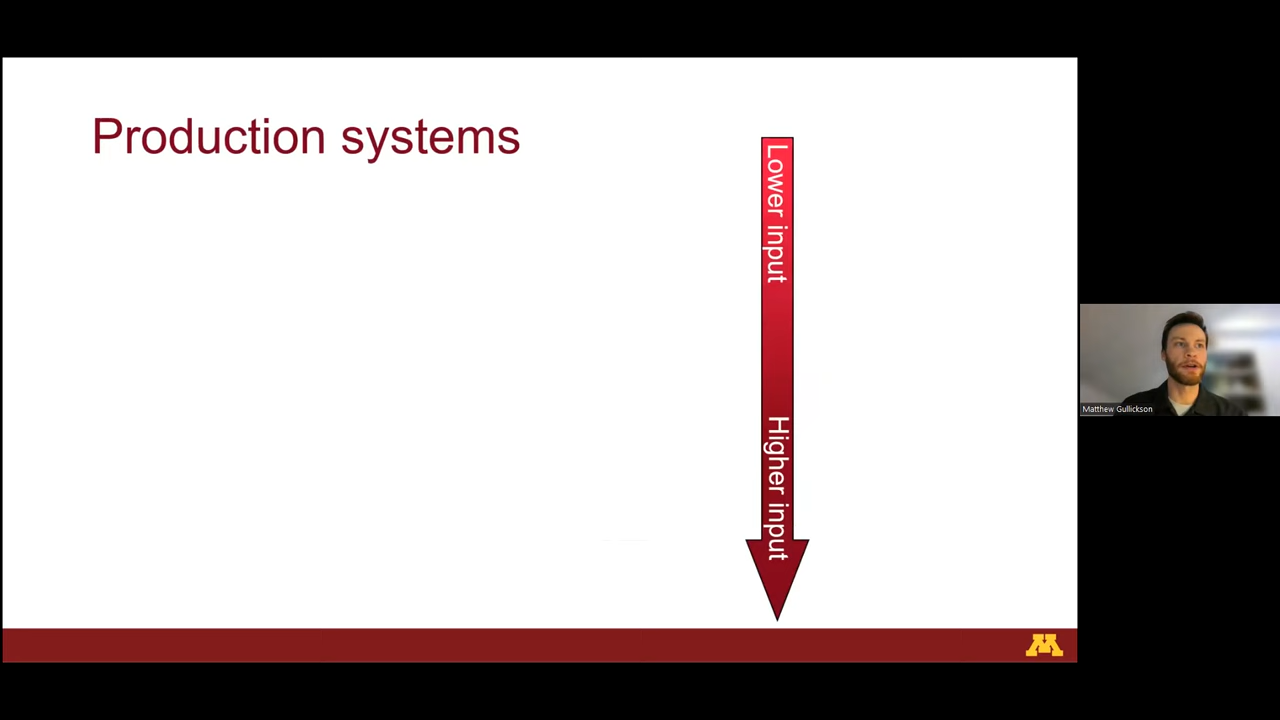 Production systems
Lower input
Higher input
Matthew Gullickson
M